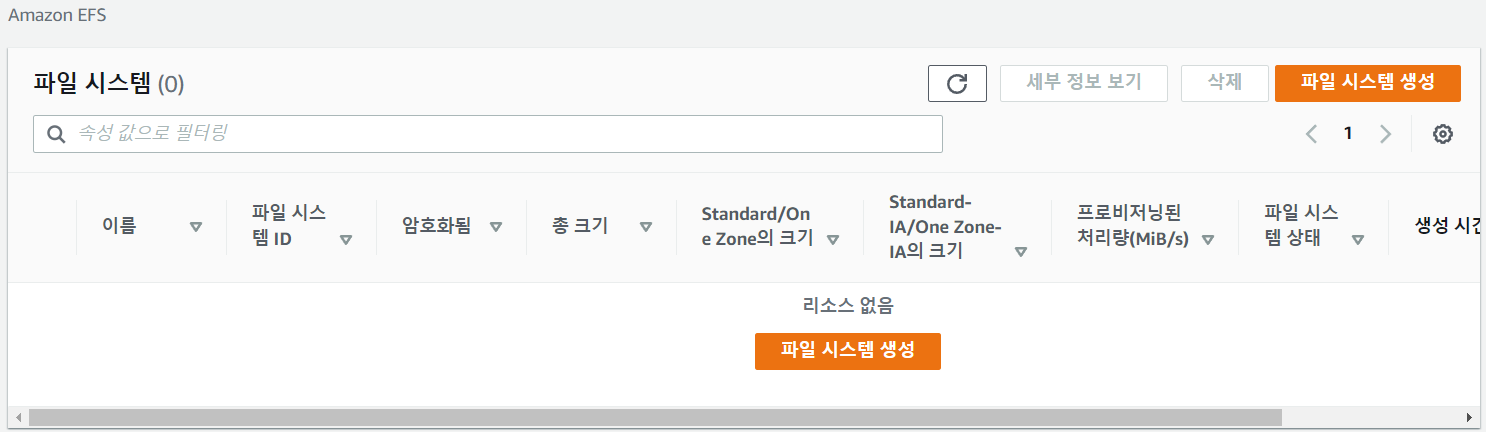 Amazon EFS
파일 시스템 (0)
세부 정보 보기
삭제
파일 시스템 생성
속성 값으로 필터링
1
이름
파일 시스
템 ID
암호화됨
총 크기
Standard/On
e Zone의 크기
Standard-
IA/One Zone-
IA의 크기
프로비저닝된
처리량(MiB/s)
파일 시스
템 상태
생성 시간
리소스 없음
파일 시스템 생성